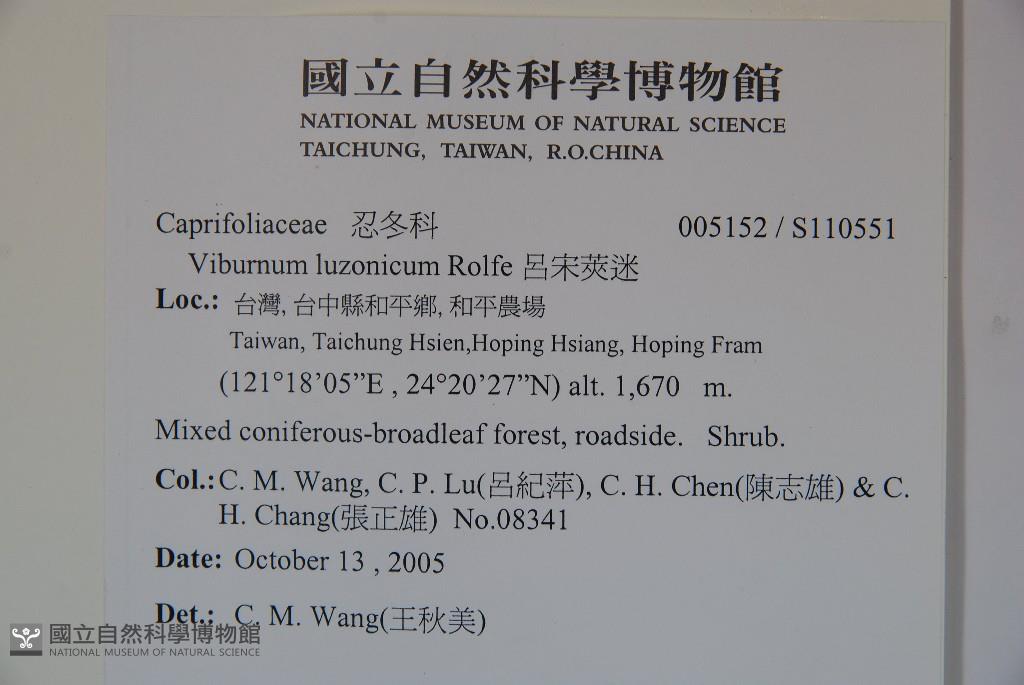 國立自然科學博物館
NATIONAL MUSEUM OF NATURAL SCIENCE
TAICHUNG, TAIWAN, R.O.CHINA
Caprifoliaceae 忍冬科 005152 / S110551
Viburnum luzonicum Rolfe 呂宋莢迷
Loc.: 台灣, 台中縣和平鄉, 和平農場
Taiwan, Taichung Hsien,Hoping Hsiang, Hoping Fram
(121°18’05”E , 24°20’27”N) alt. 1,670 m.
Mixed coniferous-broadleaf forest, roadside. Shrub.
Col.: C. M. Wang, C. P. Lu(呂紀萍), C. H. Chen(陳志雄) & C.
H. Chang(張正雄) No.08341
Date: October 13 , 2005
Det.: C. M. Wang(王秋美)
國立自然科學博物館
NATIONAL MUSEUM OF NATURAL SCIENCE